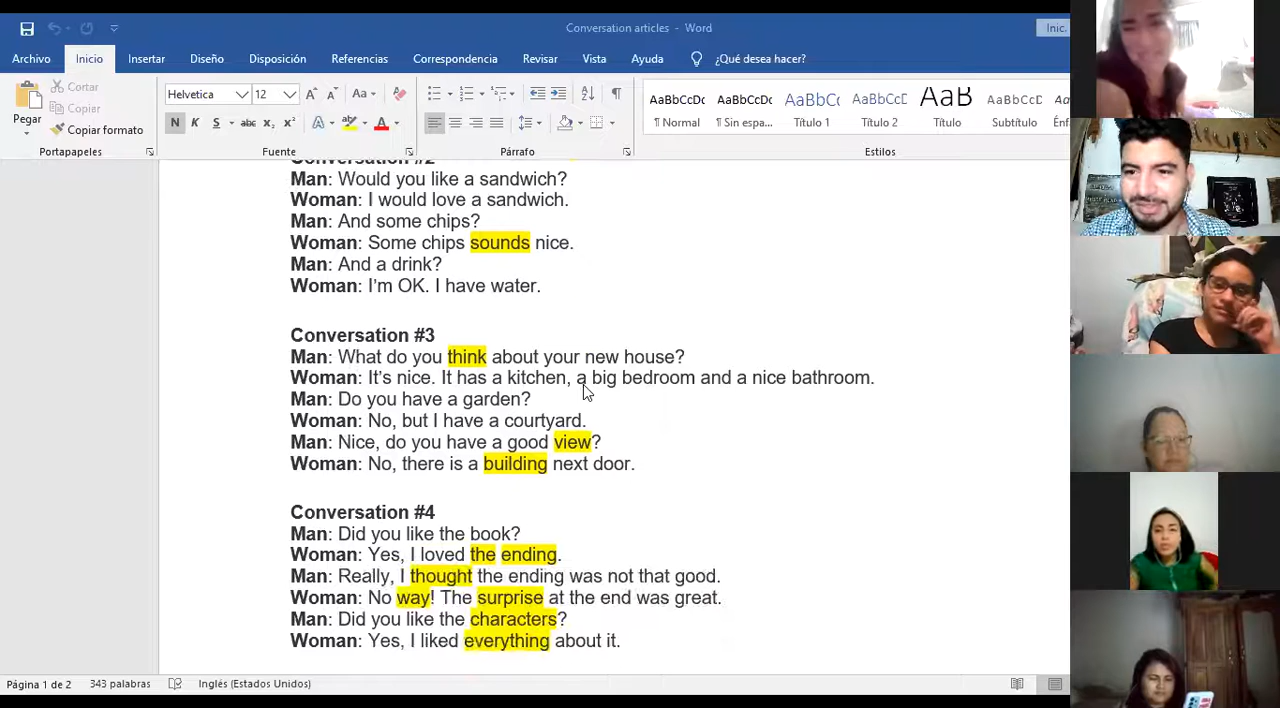 Conversation articles - Word
Inic.
Archivo Inicio Insertar Diseño Disposición Referencias Correspondencia Revisar Vista Ayuda ¿Qué desea hacer?
Pegar
Cortar
Copiar
Copiar formato
Portapapeles
Helvetica 12
N K S abc x₂ x²
Fuente
Párrafo
AaBbCcDc AaBbCcDc AaBbC AaBbCcD AaB AaBbCcD
¶ Normal ¶ Sin espa... Título 1 Título 2 Título Subtítulo Énf
Estilos
Conversation #2
Man: Would you like a sandwich?
Woman: I would love a sandwich.
Man: And some chips?
Woman: Some chips sounds nice.
Man: And a drink?
Woman: I'm OK. I have water.
Conversation #3
Man: What do you think about your new house?
Woman: It's nice. It has a kitchen, a big bedroom and a nice bathroom.
Man: Do you have a garden?
Woman: No, but I have a courtyard.
Man: Nice, do you have a good view?
Woman: No, there is a building next door.
Conversation #4
Man: Did you like the book?
Woman: Yes, I loved the ending.
Man: Really, I thought the ending was not that good.
Woman: No way! The surprise at the end was great.
Man: Did you like the characters?
Woman: Yes, I liked everything about it.
Página 1 de 2 343 palabras Inglés (Estados Unidos)